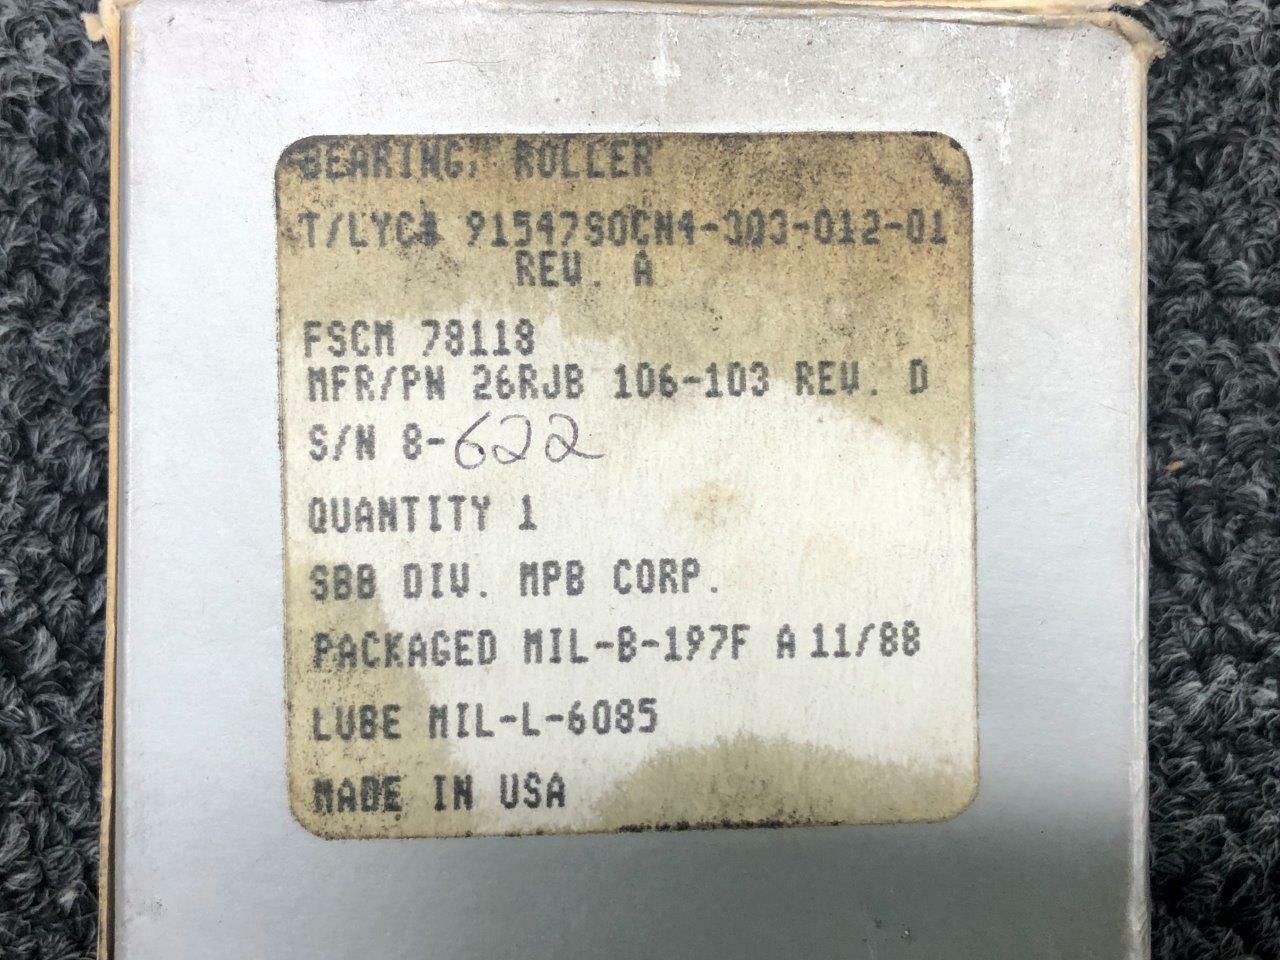 BEARING, ROLLER
T/LYC# 91547SOCN4-303-012-01
REV. A
FSCM 78118
MFR/PN 26RJB 106-103 REV. D
S/N 8-622
QUANTITY 1
SBB DIV. MPB CORP.
PACKAGED MIL-B-197F A 11/88
LUBE MIL-L-6085
MADE IN USA